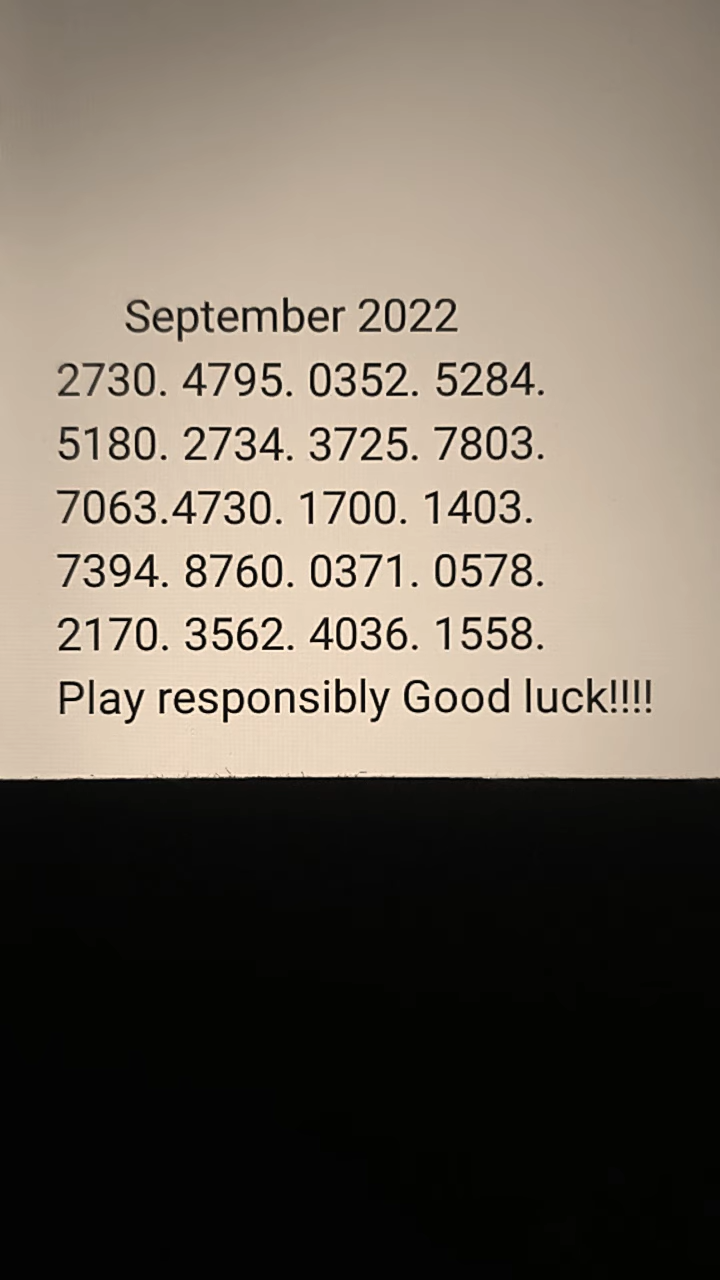 September 2022
2730. 4795. 0352. 5284.
5180. 2734. 3725. 7803.
7063.4730. 1700. 1403.
7394. 8760. 0371. 0578.
2170. 3562. 4036. 1558.
Play responsibly Good luck!!!!